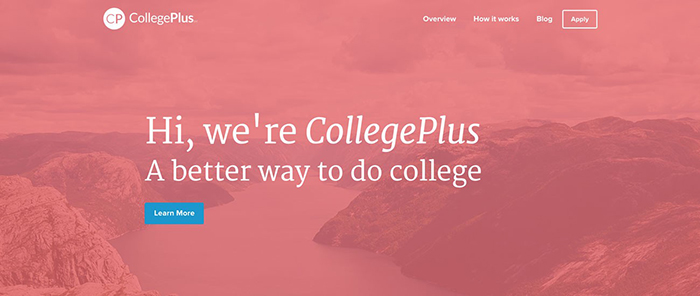 CP CollegePlus
Overview How it works Blog Apply
Hi, we're CollegePlus
A better way to do college
Learn More